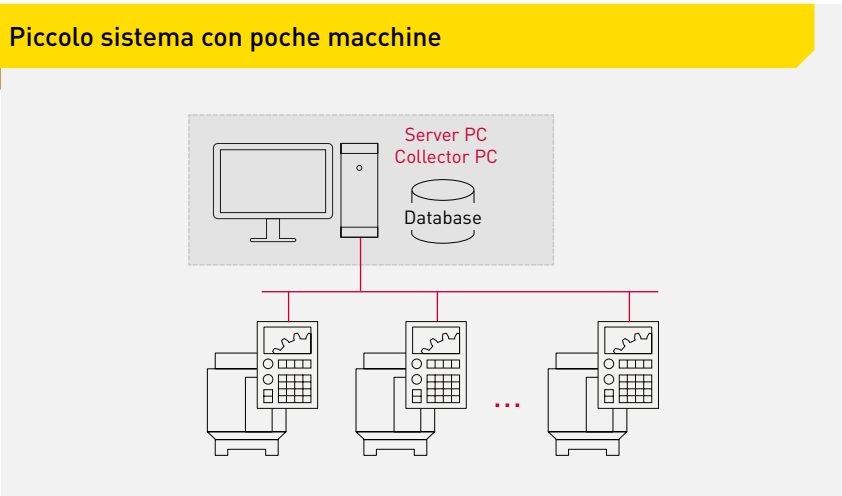 Piccolo sistema con poche macchine
Server PC
Collector PC
Database
...